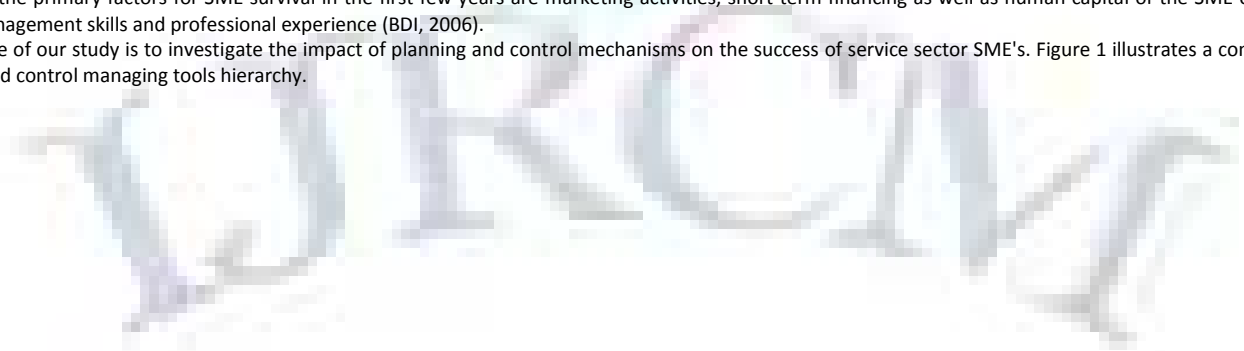 the primary factors for SME survival in the first few years are marketing activities, short term financing as well as human capital of the SME
nagement skills and professional experience (BDI, 2006).
e of our study is to investigate the impact of planning and control mechanisms on the success of service sector SME's. Figure 1 illustrates a con
d control managing tools hierarchy.
IJRCM